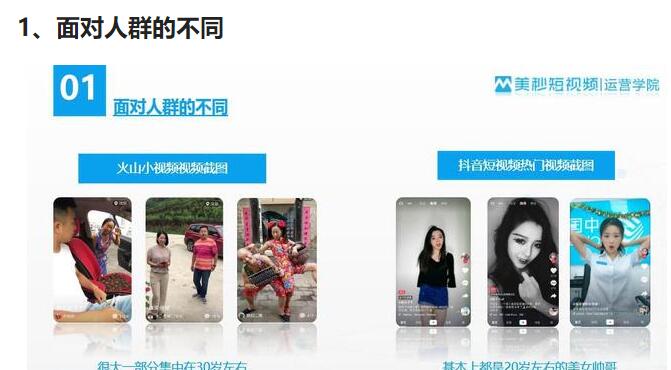 1、面对人群的不同
01
面对人群的不同
美秒短视频|运营学院
火山小视频视频截图
抖音短视频热门视频截图
很大一部分集中在30岁左右
基本上都是20岁左右的美女帅哥